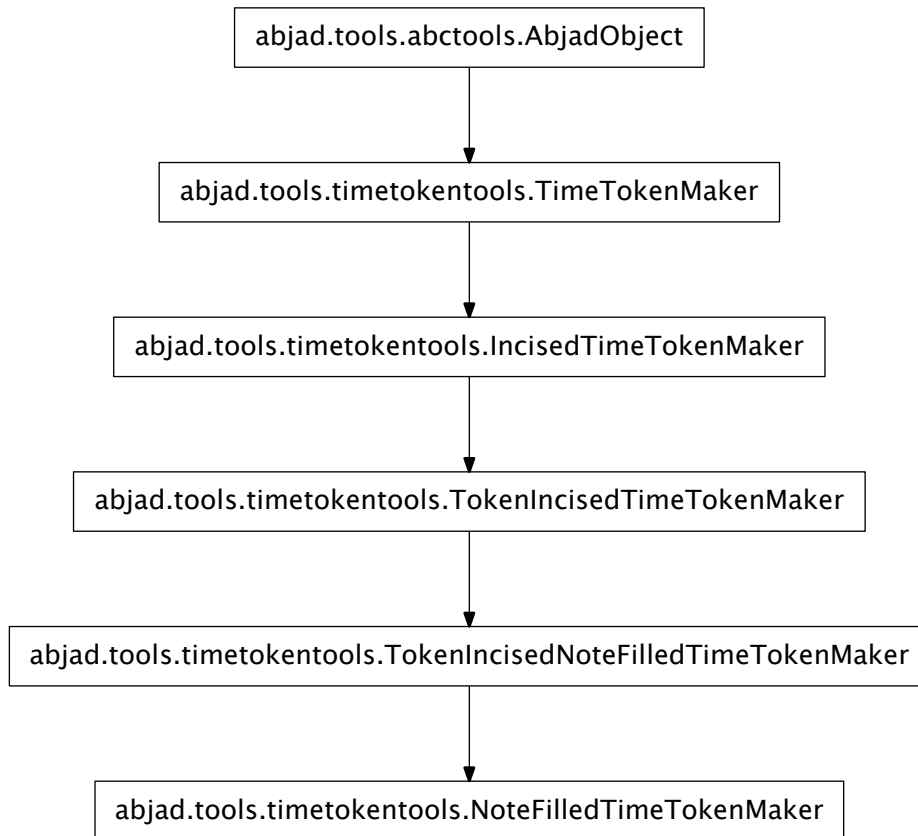 abjad.tools.abctools.AbjadObject
abjad.tools.timetokentools.TimeTokenMaker
abjad.tools.timetokentools.IncisedTimeTokenMaker
abjad.tools.timetokentools.TokenIncisedTimeTokenMaker
abjad.tools.timetokentools.TokenIncisedNoteFilledTimeTokenMaker
abjad.tools.timetokentools.NoteFilledTimeTokenMaker